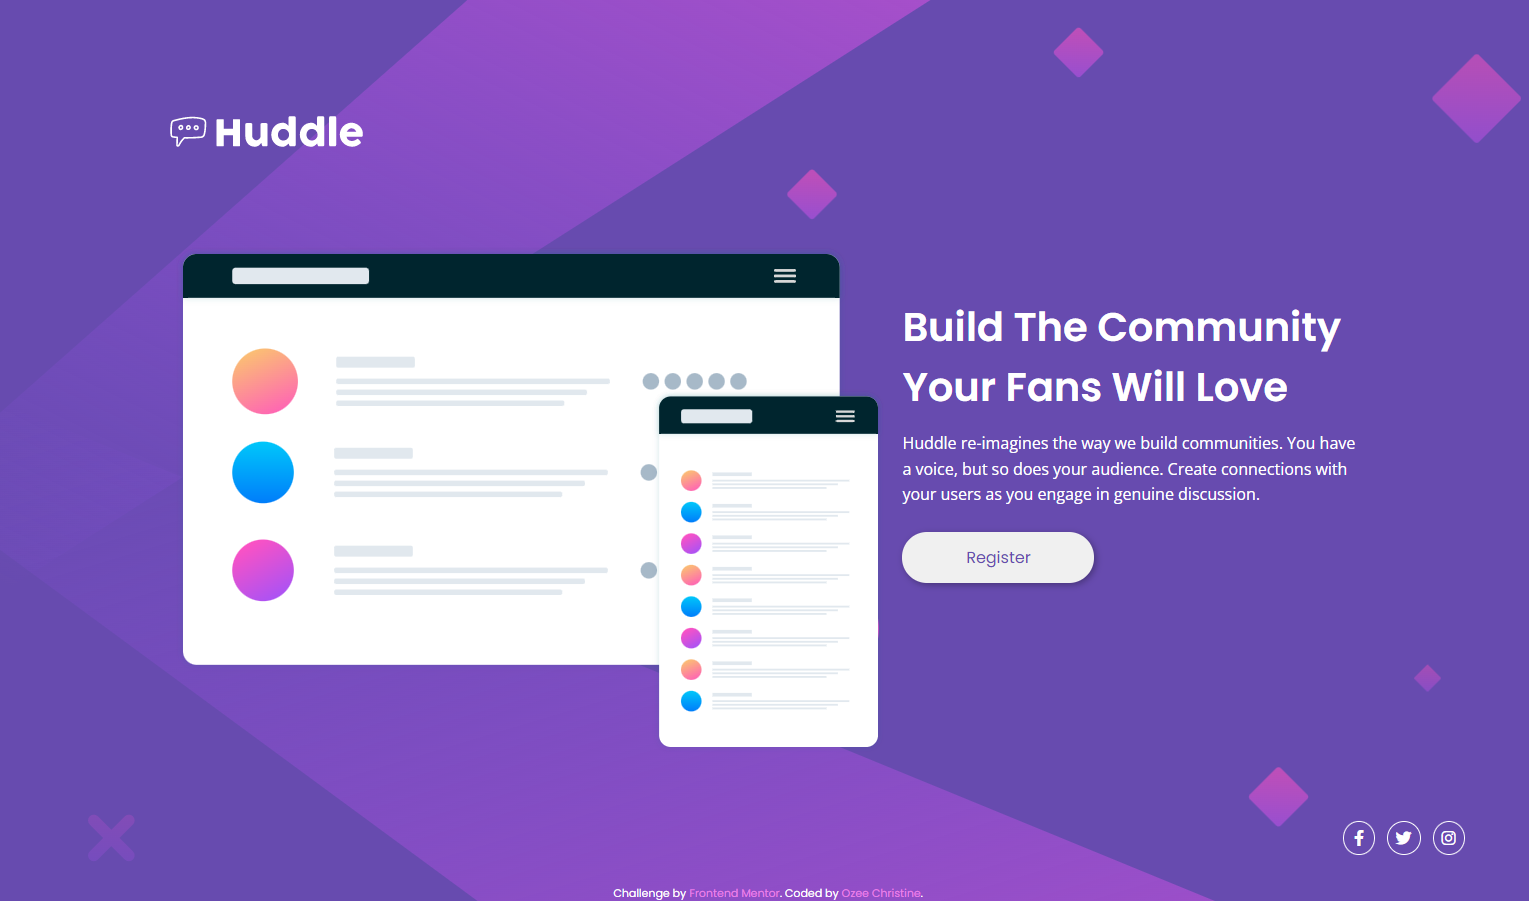 Huddle
Build The Community
Your Fans Will Love
Huddle re-imagines the way we build communities. You have
a voice, but so does your audience. Create connections with
your users as you engage in genuine discussion.
Register
Challenge by Frontend Mentor. Coded by Ozee Christine.